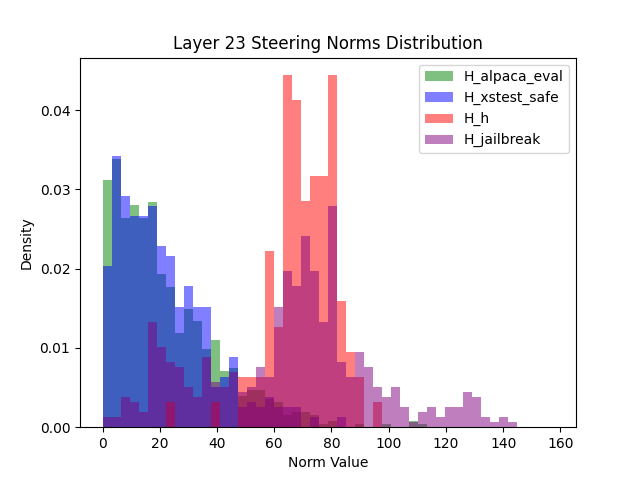 Layer 23 Steering Norms Distribution
H_alpaca_eval
H_xstest_safe
H_h
H_jailbreak
Density
0.04
0.03
0.02
0.01
0.00
0 20 40 60 80 100 120 140 160
Norm Value